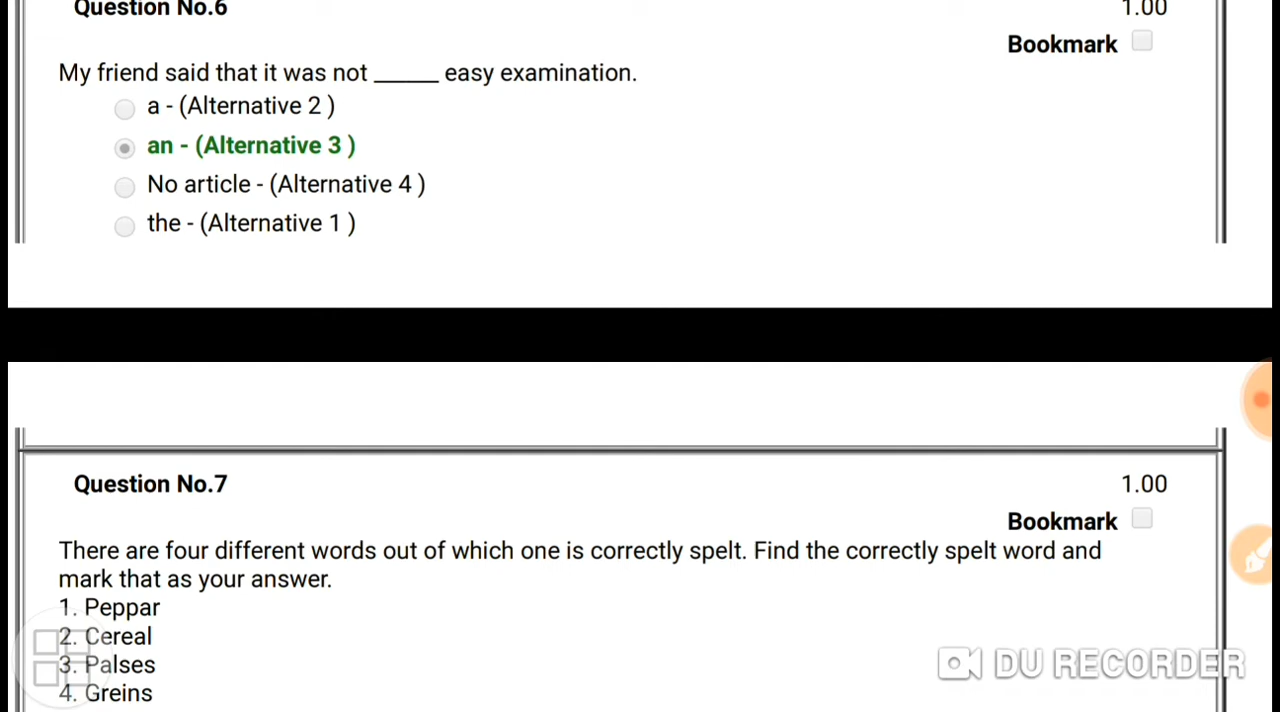 Question No.6 1.00
Bookmark
My friend said that it was not _____ easy examination.
a - (Alternative 2 )
an - (Alternative 3 )
No article - (Alternative 4 )
the - (Alternative 1 )
Question No.7 1.00
Bookmark
There are four different words out of which one is correctly spelt. Find the correctly spelt word and
mark that as your answer.
1. Peppar
2. Cereal
3. Palses
4. Greins
DU RECORDER